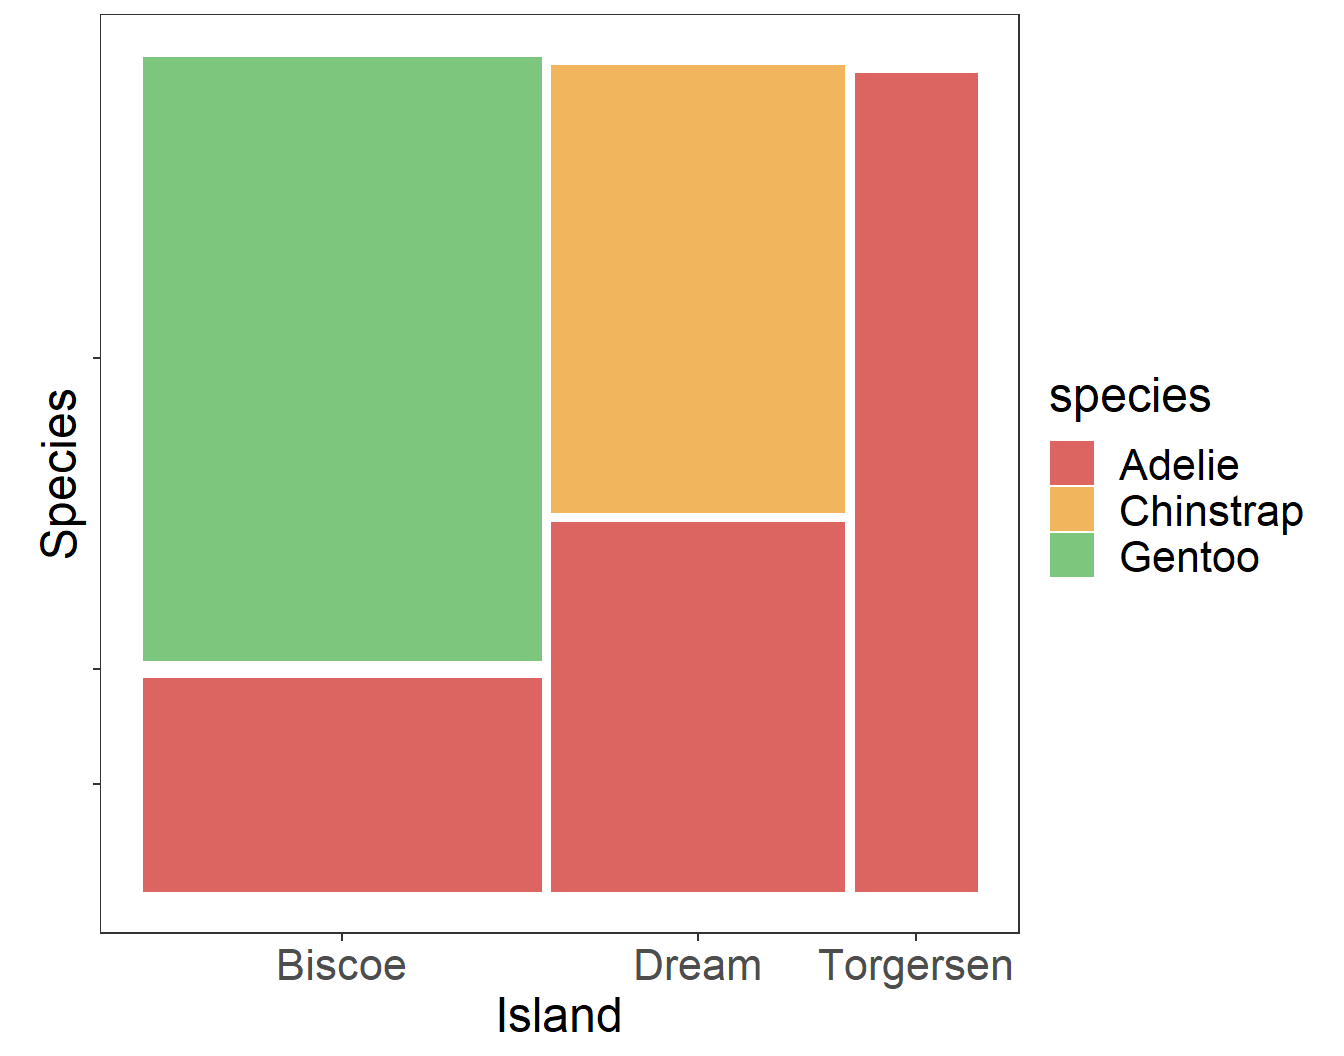 Species
Biscoe Dream Torgersen
Island
species
Adelie
Chinstrap
Gentoo